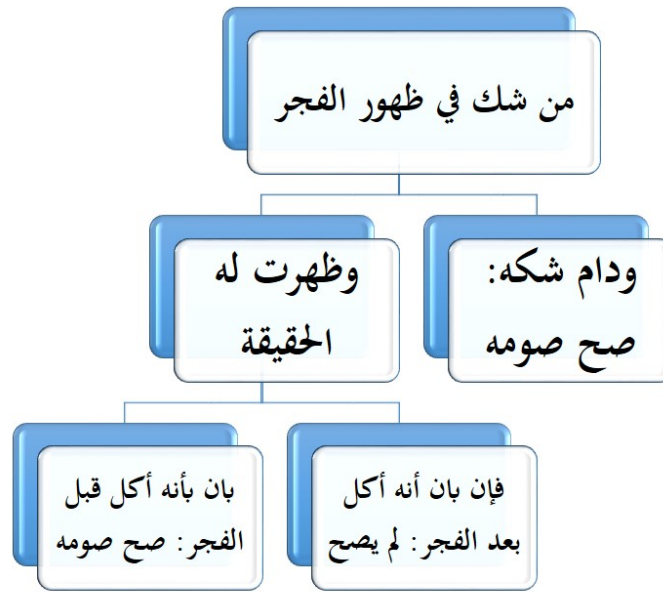 من شك في ظهور الفجر
ودام شكه:
صح صومه
وظهرت له
الحقيقة
فإن بان أنه أكل
بعد الفجر: لم يصح
بان بأنه أكل قبل
الفجر: صح صومه